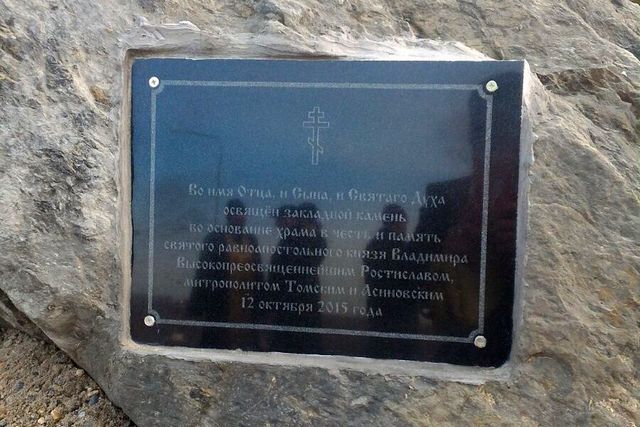 Во имя Отца, и Сына, и Святаго Духа
освящён закладной камень
во основание храма в честь и память
святого равноапостольного князя Владимира
Высокопреосвященнейшим Ростиславом,
митрополитом Томским и Асиновским
12 октября 2015 года